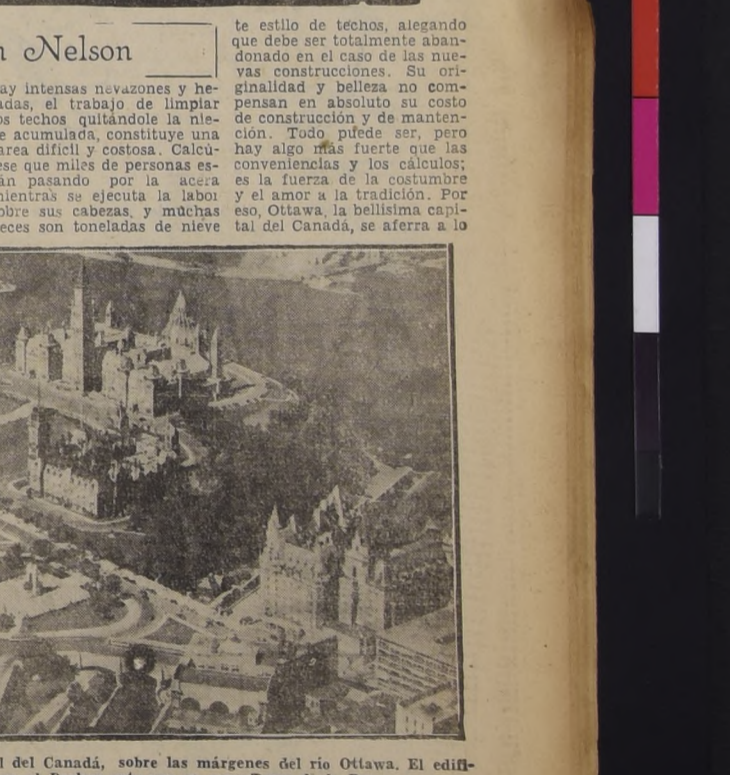 n Nelson
ay intensas nevazones y he-
adas, el trabajo de limpiar
os techos quitándole la nie-
e acumulada, constituye una
area difícil y costosa. Calcú-
ese que miles de personas es-
án pasando por la acera
nientras se ejecuta la labor
obre sus cabezas, y muchas
eces son toneladas de nieve
te estilo de techos, alegando
que debe ser totalmente aban-
donado en el caso de las nue-
vas construcciones. Su ori-
ginalidad y belleza no com-
pensan en absoluto su costo
de construcción y de manten-
ción. Todo puede ser, pero
hay algo más fuerte que las
conveniencias y los cálculos;
es la fuerza de la costumbre
y el amor a la tradición. Por
eso, Ottawa, la bellísima capi-
tal del Canadá, se aferra a lo
l del Canadá, sobre las márgenes del río Ottawa. El edifi-